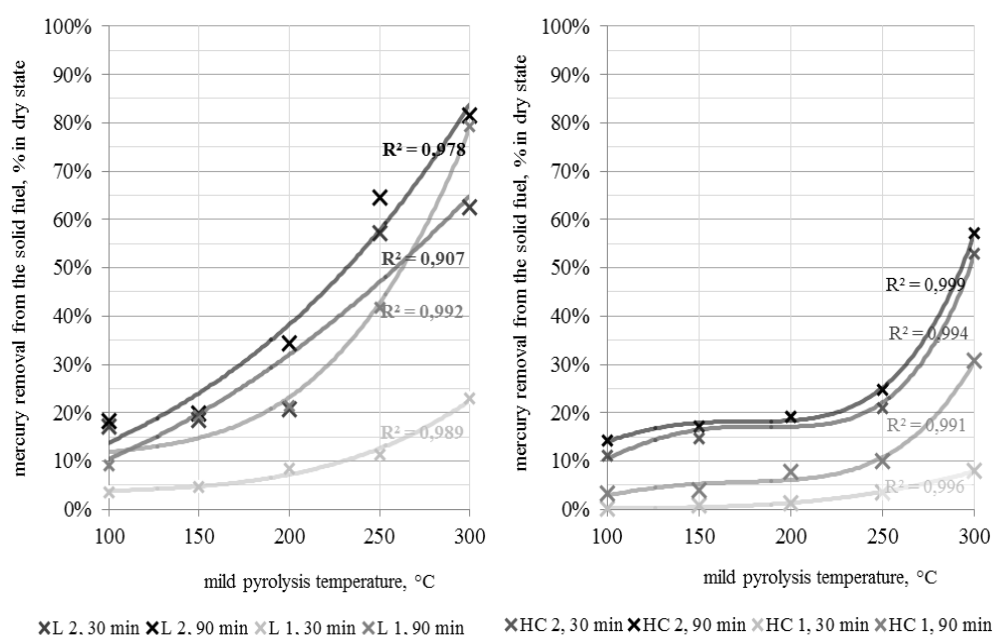 mercury removal from the solid fuel, % in dry state
100%
90%
80%
70%
60%
50%
40%
30%
20%
10%
0%
R² = 0,978
R² = 0,907
R² = 0,992
R² = 0,989
100 150 200 250 300
mild pyrolysis temperature, °C
L 2, 30 min L 2, 90 min L 1, 30 min L 1, 90 min
mercury removal from the solid fuel, % in dry state
100%
90%
80%
70%
60%
50%
40%
30%
20%
10%
0%
R² = 0,999
R² = 0,994
R² = 0,991
R² = 0,996
100 150 200 250 300
mild pyrolysis temperature, °C
HC 2, 30 min HC 2, 90 min HC 1, 30 min HC 1, 90 min